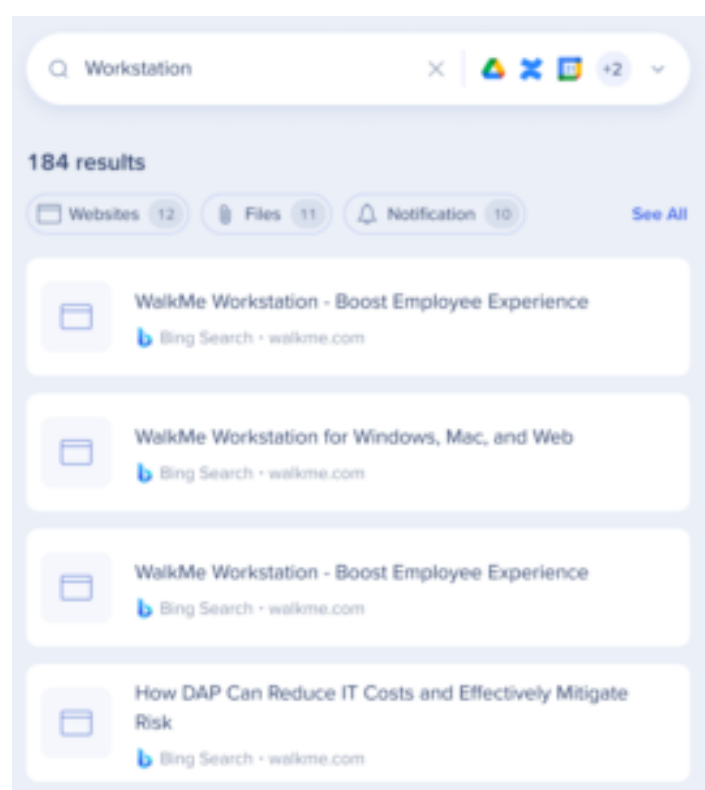 Workstation
+2
184 results
Websites 12 Files 11 Notification 10 See All
WalkMe Workstation - Boost Employee Experience
Bing Search • walkme.com
WalkMe Workstation for Windows, Mac, and Web
Bing Search • walkme.com
WalkMe Workstation - Boost Employee Experience
Bing Search • walkme.com
How DAP Can Reduce IT Costs and Effectively Mitigate
Risk
Bing Search • walkme.com